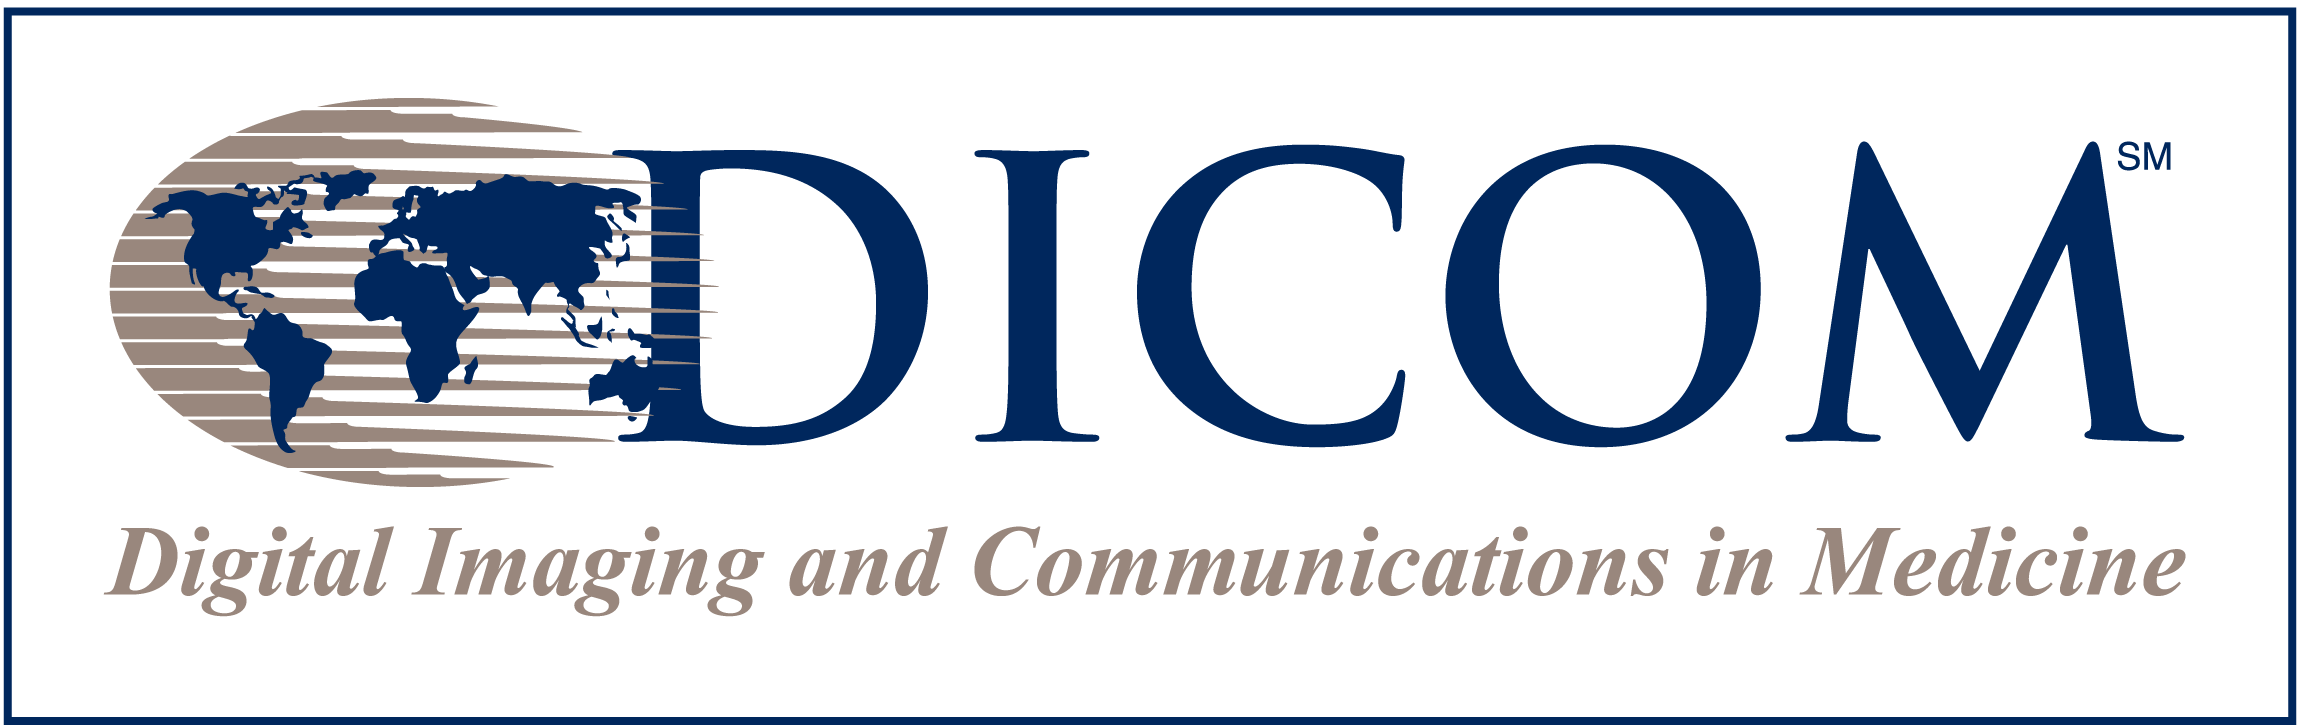 DICOM SM
Digital Imaging and Communications in Medicine